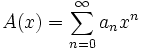 A(x) = \sum_{n=0}^{\infty} a_n x^n